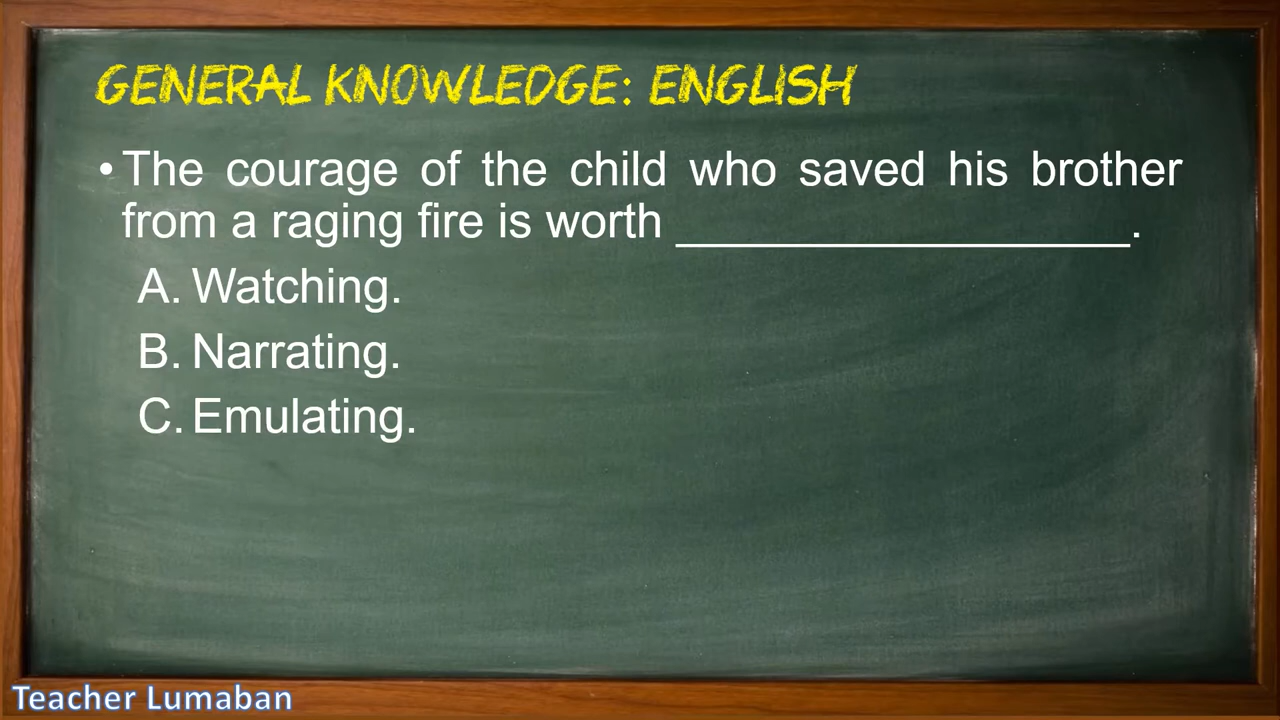 GENERAL KNOWLEDGE: ENGLISH
• The courage of the child who saved his brother
from a raging fire is worth _________________.
A. Watching.
B. Narrating.
C. Emulating.
Teacher Lumaban